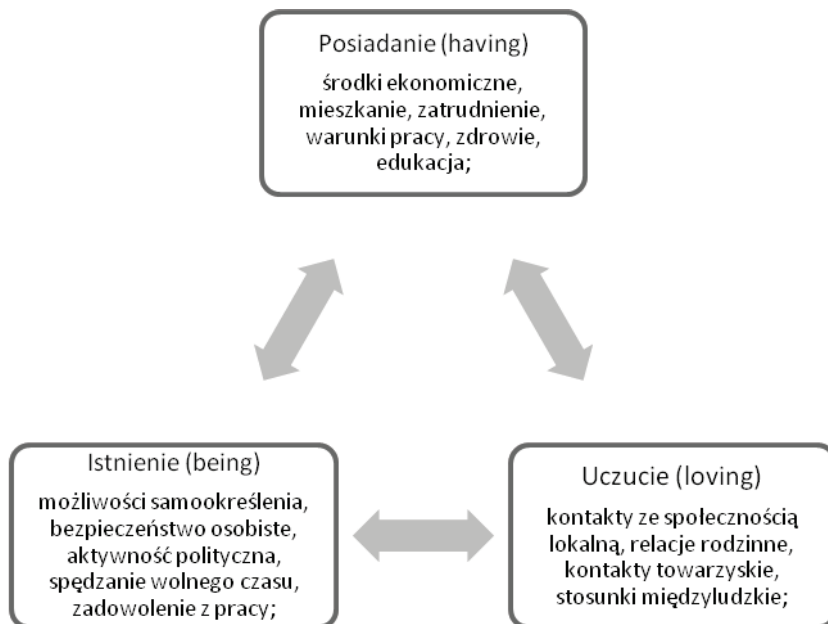 Posiadanie (having)
środki ekonomiczne,
mieszkanie, zatrudnienie,
warunki pracy, zdrowie,
edukacja;
Istnienie (being)
możliwości samookreślenia,
bezpieczeństwo osobiste,
aktywność polityczna,
spędzanie wolnego czasu,
zadowolenie z pracy;
Uczucie (loving)
kontakty ze społecznością
lokalną, relacje rodzinne,
kontakty towarzyskie,
stosunki międzyludzkie;